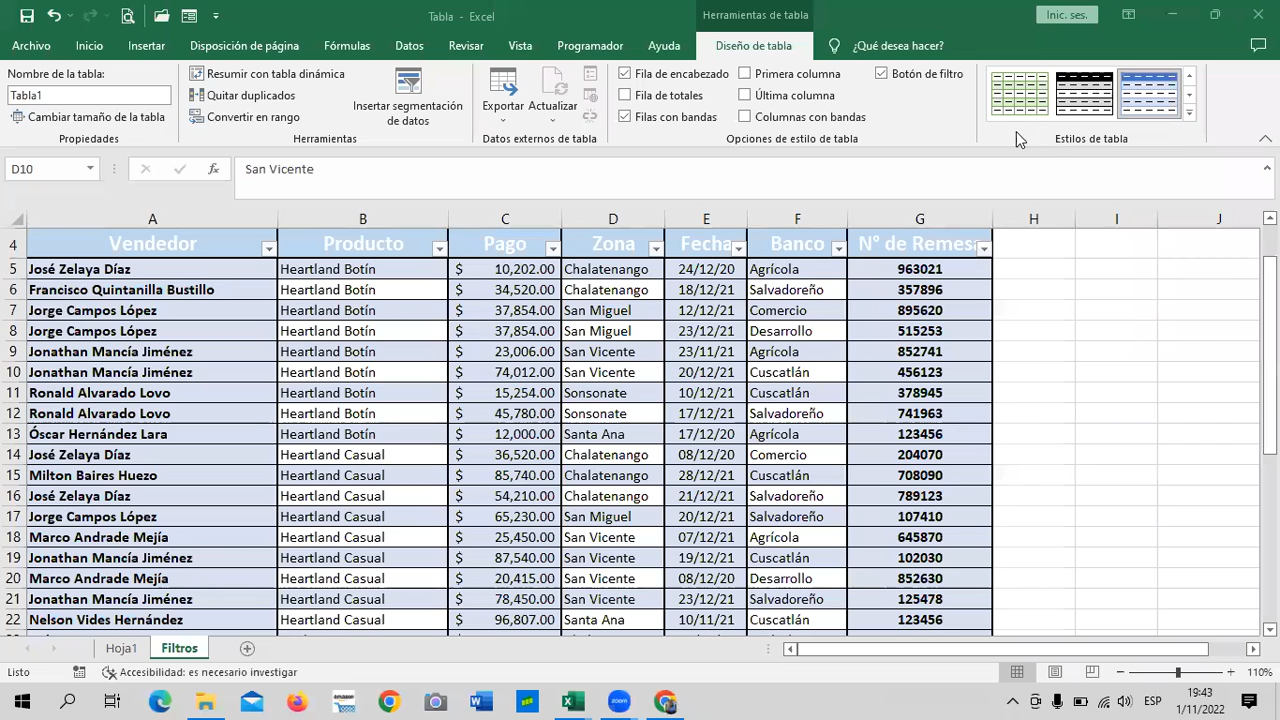 Tabla - Excel
Herramientas de tabla
Inic. ses.
Archivo Inicio Insertar Disposición de página Fórmulas Datos Revisar Vista Programador Ayuda Diseño de tabla ¿Qué desea hacer?
Nombre de la tabla:
Tabla1
Cambiar tamaño de la tabla
Propiedades
Resumir con tabla dinámica
Quitar duplicados
Convertir en rango
Insertar segmentación
de datos
Herramientas
Exportar Actualizar
Datos externos de tabla
Fila de encabezado Primera columna Botón de filtro
Fila de totales Última columna
Filas con bandas Columnas con bandas
Opciones de estilo de tabla
Estilos de tabla
D10 fx San Vicente
A B C D E F G H I J
4 Vendedor Producto Pago Zona Fecha Banco N° de Remesa
5 José Zelaya Díaz Heartland Botín $ 10,202.00 Chalatenango 24/12/20 Agrícola 963021
6 Francisco Quintanilla Bustillo Heartland Botín $ 34,520.00 Chalatenango 18/12/21 Salvadoreño 357896
7 Jorge Campos López Heartland Botín $ 37,854.00 San Miguel 12/12/21 Comercio 895620
8 Jorge Campos López Heartland Botín $ 37,854.00 San Miguel 23/12/21 Desarrollo 515253
9 Jonathan Mancía Jiménez Heartland Botín $ 23,006.00 San Vicente 23/11/21 Agrícola 852741
10 Jonathan Mancía Jiménez Heartland Botín $ 74,012.00 San Vicente 20/12/21 Cuscatlán 456123
11 Ronald Alvarado Lovo Heartland Botín $ 15,254.00 Sonsonate 10/12/21 Cuscatlán 378945
12 Ronald Alvarado Lovo Heartland Botín $ 45,780.00 Sonsonate 17/12/21 Salvadoreño 741963
13 Óscar Hernández Lara Heartland Botín $ 12,000.00 Santa Ana 17/12/20 Agrícola 123456
14 José Zelaya Díaz Heartland Casual $ 36,520.00 Chalatenango 08/12/20 Comercio 204070
15 Milton Baires Huezo Heartland Casual $ 85,740.00 Chalatenango 28/12/21 Cuscatlán 708090
16 José Zelaya Díaz Heartland Casual $ 54,210.00 Chalatenango 21/12/21 Salvadoreño 789123
17 Jorge Campos López Heartland Casual $ 65,230.00 San Miguel 20/12/21 Salvadoreño 107410
18 Marco Andrade Mejía Heartland Casual $ 25,450.00 San Vicente 07/12/21 Agrícola 645870
19 Jonathan Mancía Jiménez Heartland Casual $ 87,540.00 San Vicente 19/12/21 Cuscatlán 102030
20 Marco Andrade Mejía Heartland Casual $ 20,415.00 San Vicente 08/12/20 Desarrollo 852630
21 Jonathan Mancía Jiménez Heartland Casual $ 78,450.00 San Vicente 23/12/21 Salvadoreño 125478
22 Nelson Vides Hernández Heartland Casual $ 96,807.00 Santa Ana 10/11/21 Cuscatlán 123456
Hoja1 Filtros
Listo Accesibilidad: es necesario investigar 110%
zoom ESP 19:43
1/11/2022